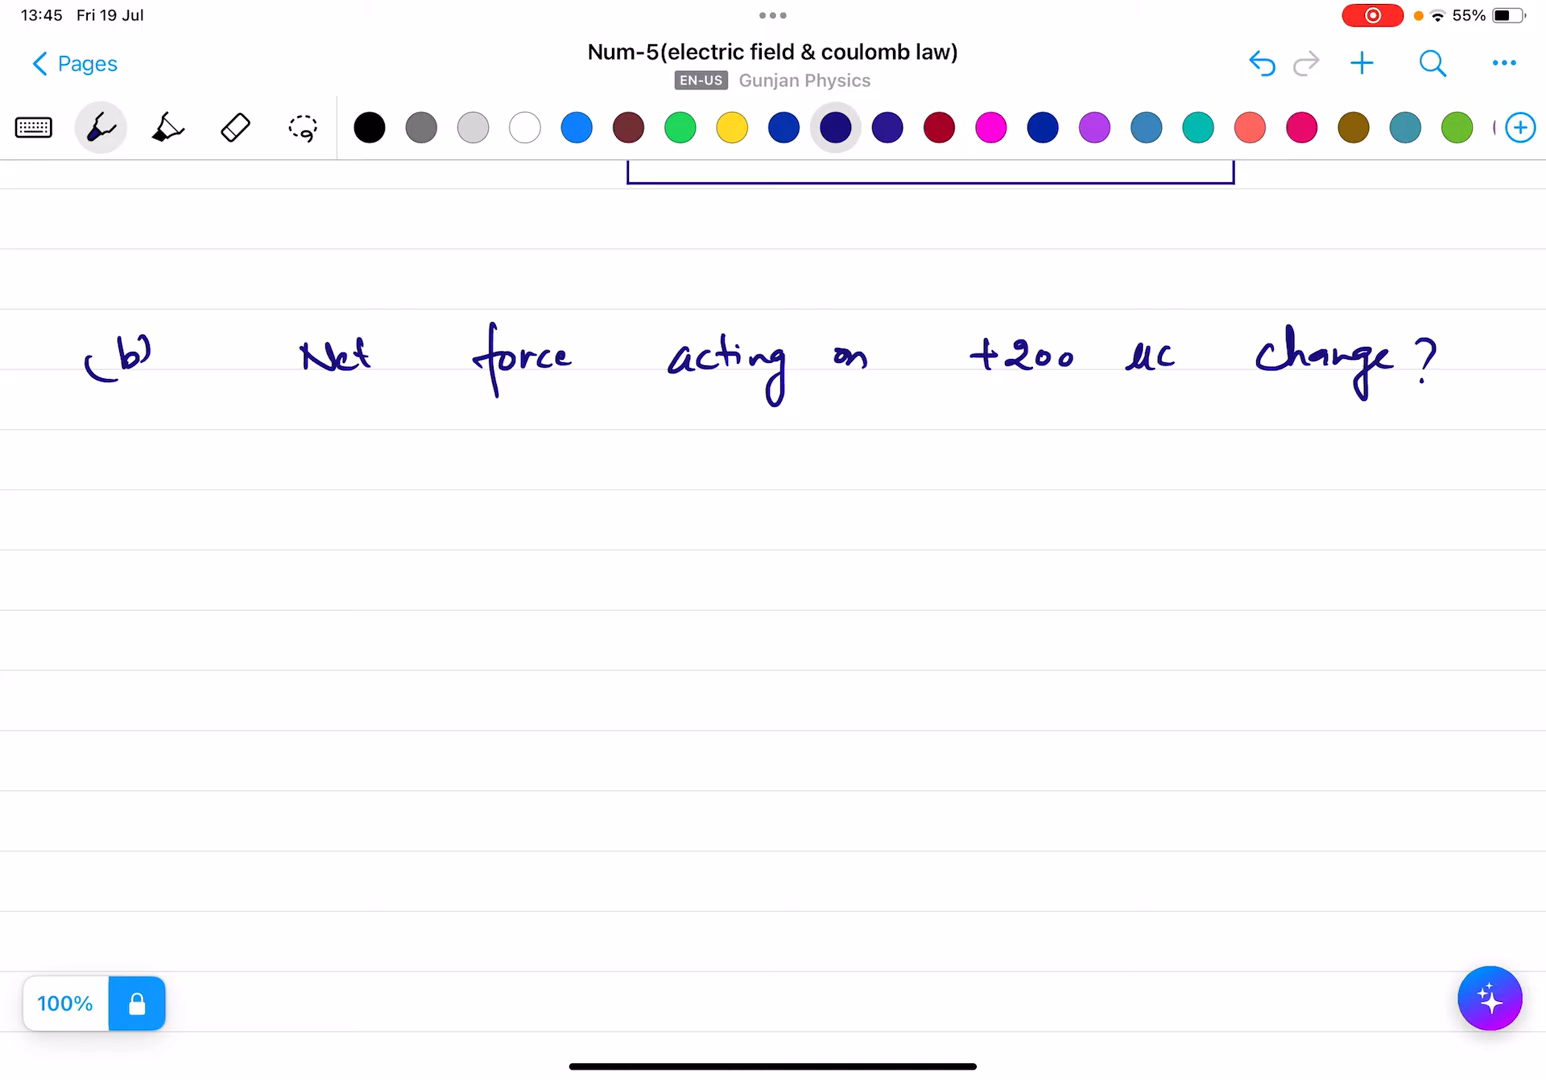 13:45 Fri 19 Jul
55%
Num-5(electric field & coulomb law)
Pages
EN-US Gunjan Physics
(b) Net force acting on +200 μc change?
100%